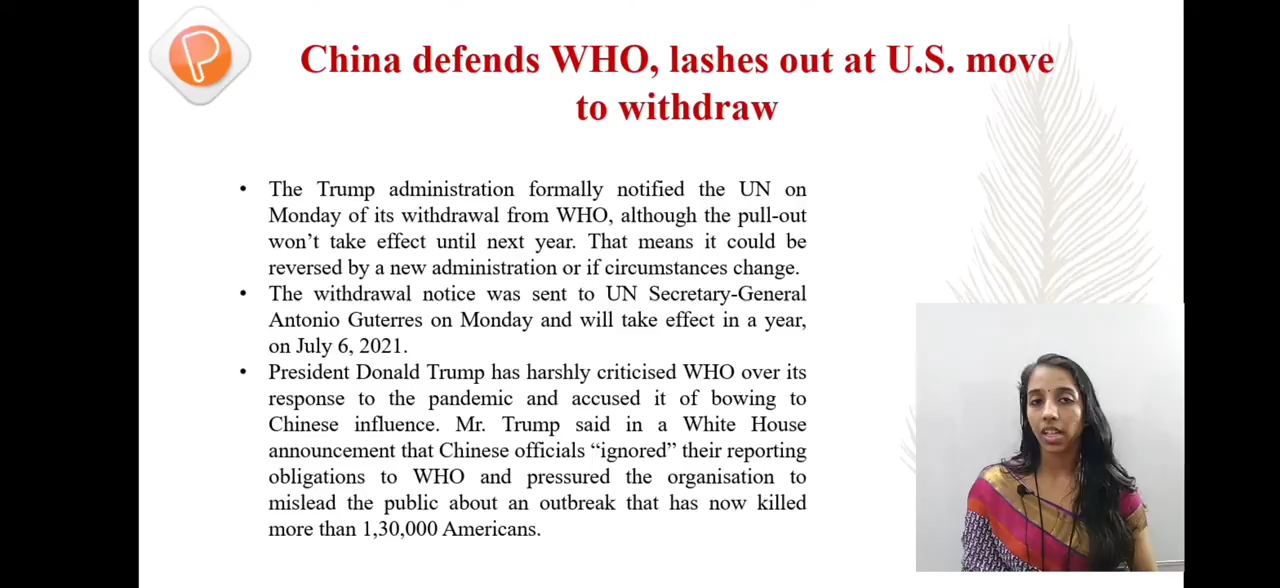 China defends WHO, lashes out at U.S. move
to withdraw
• The Trump administration formally notified the UN on
Monday of its withdrawal from WHO, although the pull-out
won’t take effect until next year. That means it could be
reversed by a new administration or if circumstances change.
• The withdrawal notice was sent to UN Secretary-General
Antonio Guterres on Monday and will take effect in a year,
on July 6, 2021.
• President Donald Trump has harshly criticised WHO over its
response to the pandemic and accused it of bowing to
Chinese influence. Mr. Trump said in a White House
announcement that Chinese officials “ignored” their reporting
obligations to WHO and pressured the organisation to
mislead the public about an outbreak that has now killed
more than 1,30,000 Americans.